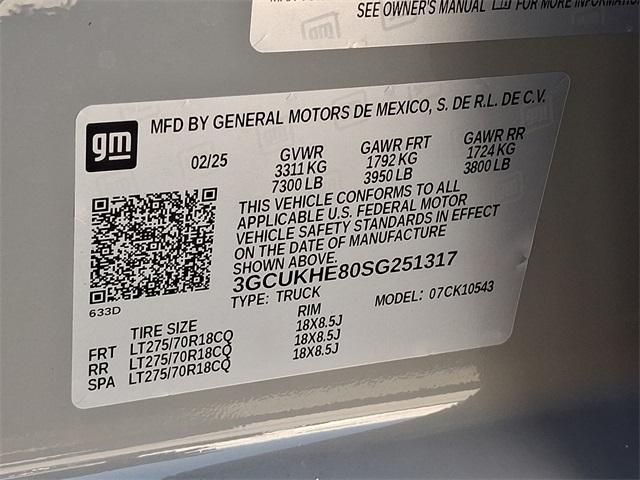 SEE OWNER'S MANUAL
FOR MORE INFORMATION
gm
MFD BY GENERAL MOTORS DE MEXICO, S. DE R.L. DE C.V.
02/25
GVWR
3311 KG
7300 LB
GAWR FRT
1792 KG
3950 LB
GAWR RR
1724 KG
3800 LB
THIS VEHICLE CONFORMS TO ALL
APPLICABLE U.S. FEDERAL MOTOR
VEHICLE SAFETY STANDARDS IN EFFECT
ON THE DATE OF MANUFACTURE
SHOWN ABOVE.
3GCUKHE80SG251317
TYPE: TRUCK
MODEL: 07CK10543
633D
TIRE SIZE
RIM
FRT LT275/70R18CQ 18X8.5J
RR LT275/70R18CQ 18X8.5J
SPA LT275/70R18CQ 18X8.5J